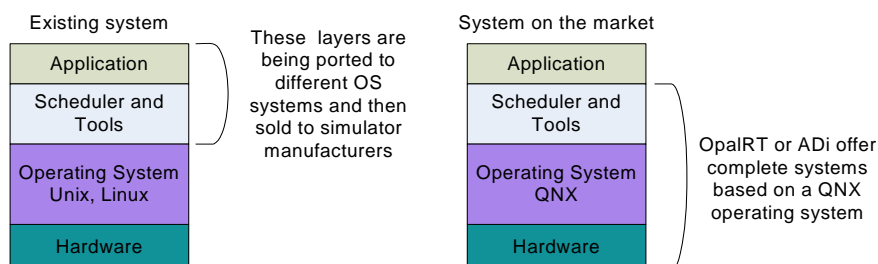 Existing system
Application
Scheduler and
Tools
Operating System
Unix, Linux
Hardware
These layers are
being ported to
different OS
systems and then
sold to simulator
manufacturers
System on the market
Application
Scheduler and
Tools
Operating System
QNX
Hardware
OpalRT or ADi offer
complete systems
based on a QNX
operating system